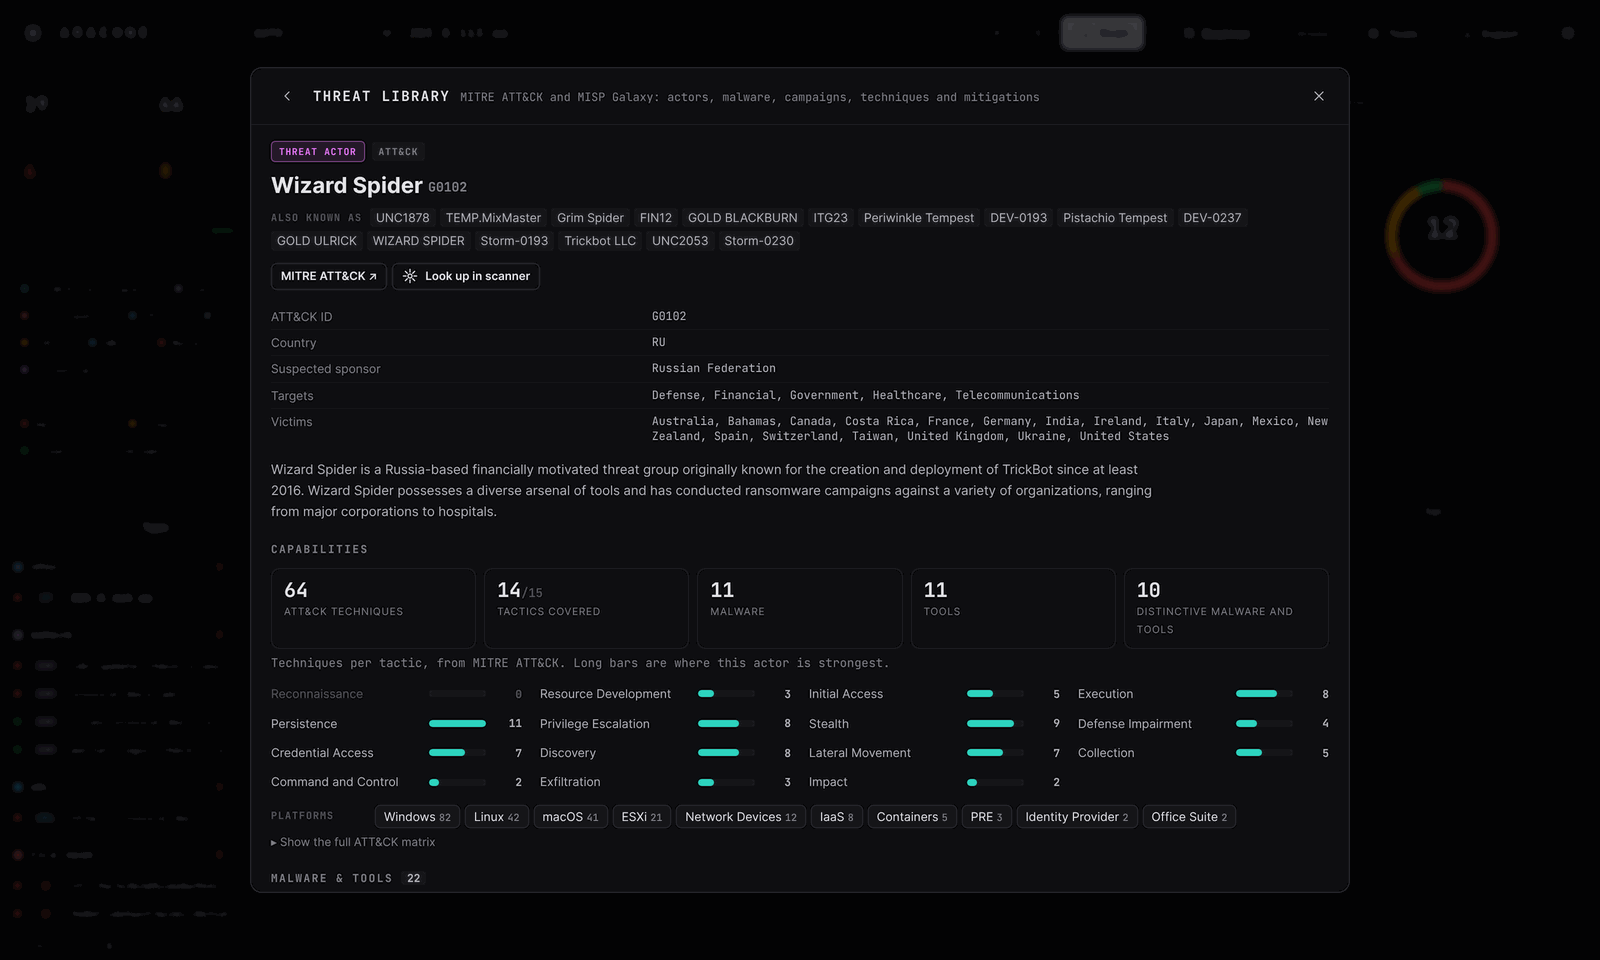 THREAT LIBRARY MITRE ATT&CK and MISP Galaxy: actors, malware, campaigns, techniques and mitigations
THREAT ACTOR ATT&CK
Wizard Spider G0102
ALSO KNOWN AS UNC1878 TEMP.MixMaster Grim Spider FIN12 GOLD BLACKBURN ITG23 Periwinkle Tempest DEV-0193 Pistachio Tempest DEV-0237
GOLD ULRICK WIZARD SPIDER Storm-0193 Trickbot LLC UNC2053 Storm-0230
MITRE ATT&CK ↗ Look up in scanner
ATT&CK ID G0102
Country RU
Suspected sponsor Russian Federation
Targets Defense, Financial, Government, Healthcare, Telecommunications
Victims Australia, Bahamas, Canada, Costa Rica, France, Germany, India, Ireland, Italy, Japan, Mexico, New
Zealand, Spain, Switzerland, Taiwan, United Kingdom, Ukraine, United States
Wizard Spider is a Russia-based financially motivated threat group originally known for the creation and deployment of TrickBot since at least
2016. Wizard Spider possesses a diverse arsenal of tools and has conducted ransomware campaigns against a variety of organizations, ranging
from major corporations to hospitals.
CAPABILITIES
64 14/15 11 11 10
ATT&CK TECHNIQUES TACTICS COVERED MALWARE TOOLS DISTINCTIVE MALWARE AND
TOOLS
Techniques per tactic, from MITRE ATT&CK. Long bars are where this actor is strongest.
Reconnaissance 0 Resource Development 3 Initial Access 5 Execution 8
Persistence 11 Privilege Escalation 8 Stealth 9 Defense Impairment 4
Credential Access 7 Discovery 8 Lateral Movement 7 Collection 5
Command and Control 2 Exfiltration 3 Impact 2
PLATFORMS Windows 82 Linux 42 macOS 41 ESXi 21 Network Devices 12 IaaS 8 Containers 5 PRE 3 Identity Provider 2 Office Suite 2
▸ Show the full ATT&CK matrix
MALWARE & TOOLS 22
12